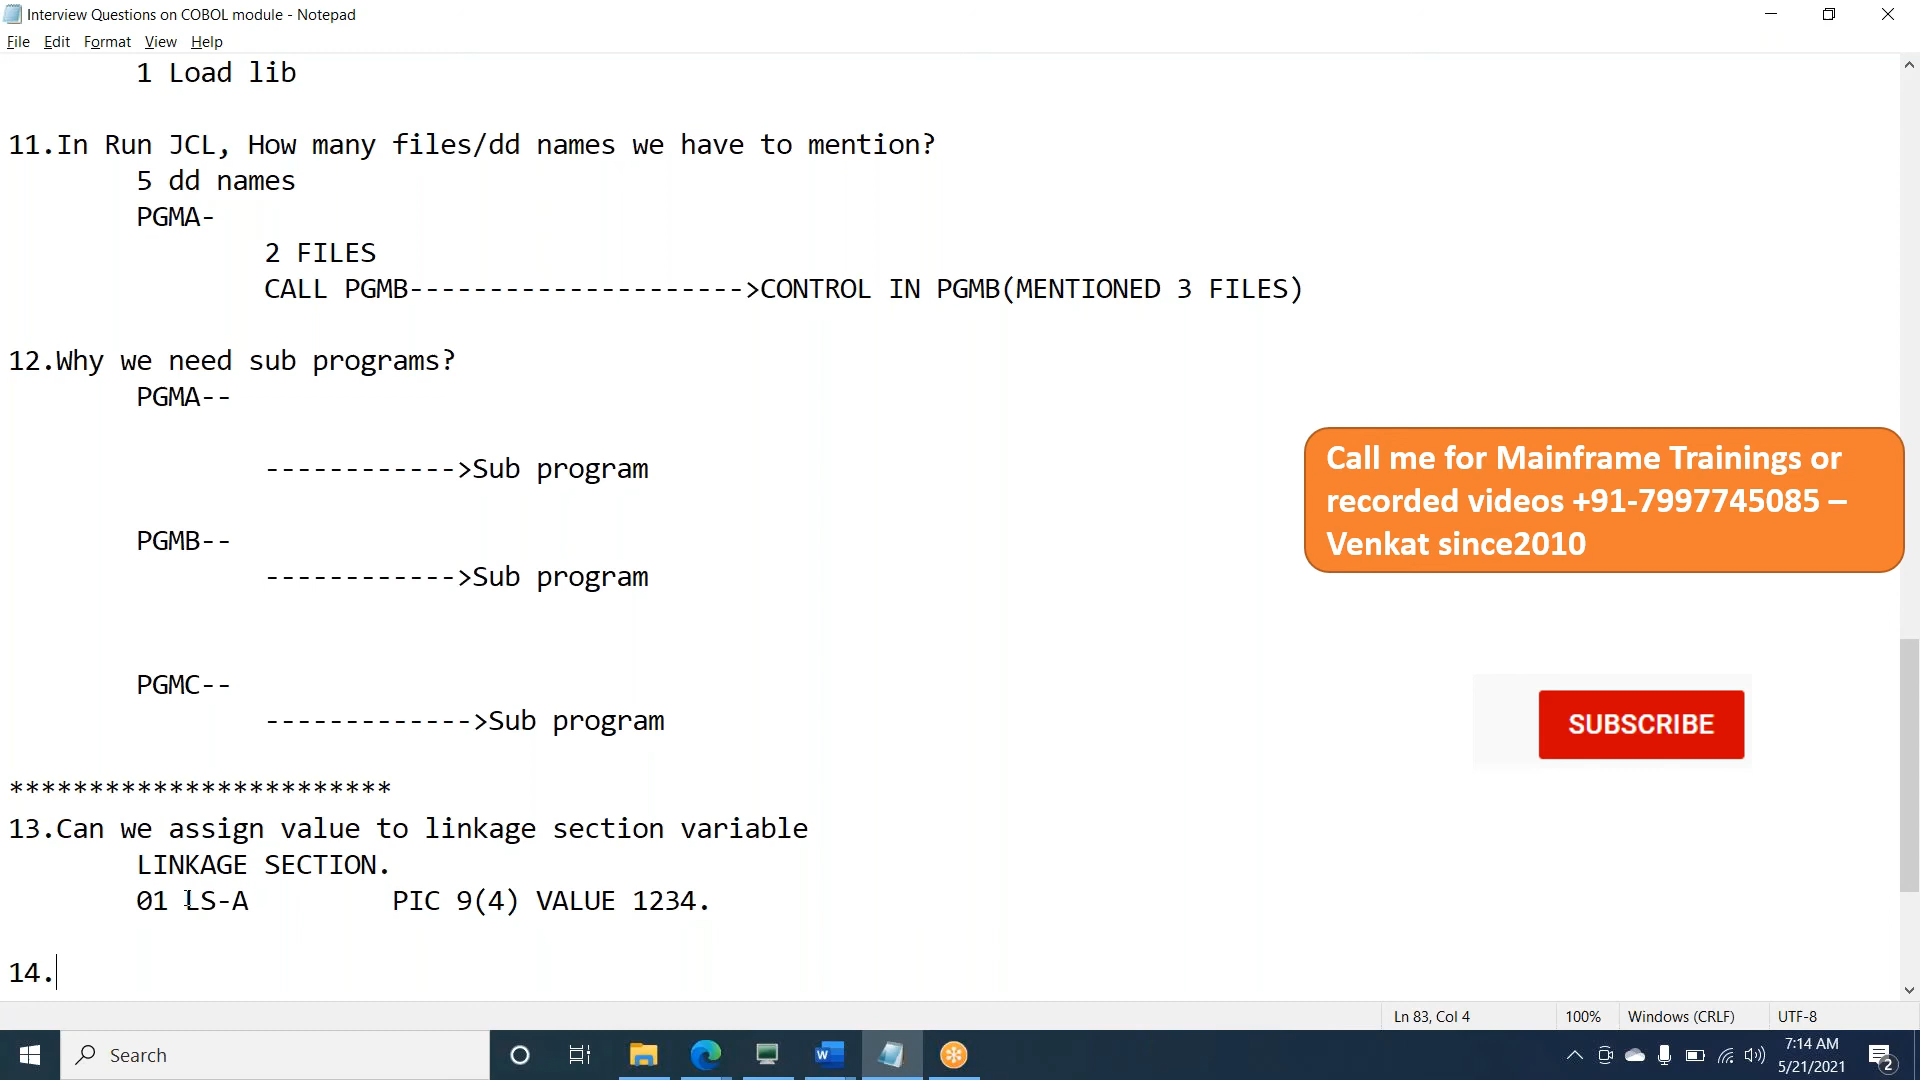 Interview Questions on COBOL module - Notepad
File Edit Format View Help
1 Load lib
11.In Run JCL, How many files/dd names we have to mention?
5 dd names
PGMA-
2 FILES
CALL PGMB--------------------->CONTROL IN PGMB(MENTIONED 3 FILES)
12.Why we need sub programs?
PGMA--
------------>Sub program
PGMB--
------------>Sub program
PGMC--
------------->Sub program
************************
13.Can we assign value to linkage section variable
LINKAGE SECTION.
01 LS-A PIC 9(4) VALUE 1234.
14.
Call me for Mainframe Trainings or
recorded videos +91-7997745085 –
Venkat since2010
SUBSCRIBE
Ln 83, Col 4 100% Windows (CRLF) UTF-8
Search
7:14 AM
5/21/2021
2